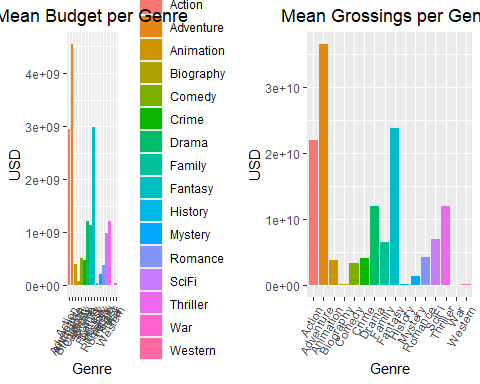 Mean Budget per Genre
USD
4e+09
3e+09
2e+09
1e+09
0e+00
Genre
Action
Adventure
Animation
Biography
Comedy
Crime
Drama
Family
Fantasy
History
Mystery
Romance
SciFi
Thriller
War
Western
Mean Grossings per Gen
USD
3e+10
2e+10
1e+10
0e+00
Action
Adventure
Animation
Biography
Comedy
Crime
Drama
Family
Fantasy
History
Mystery
Romance
SciFi
Thriller
War
Western
Genre